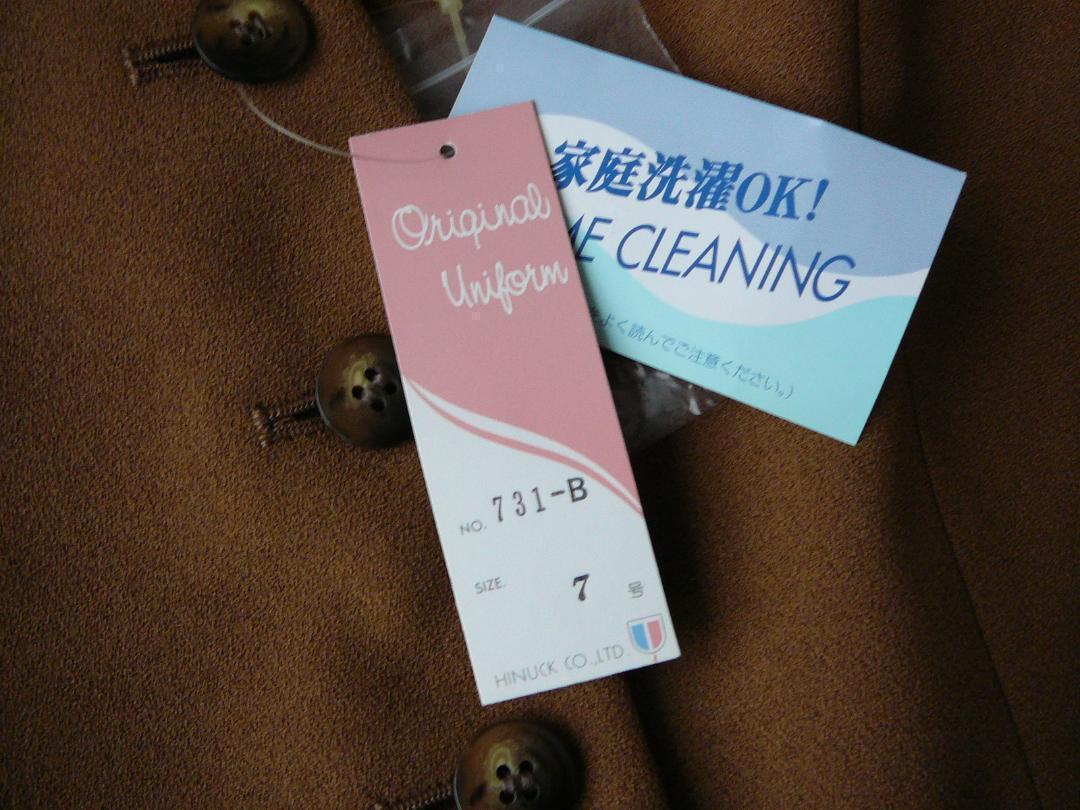 Original
Uniform
NO. 731-B
SIZE. 7 号
HINUCK CO.,LTD.
家庭洗濯OK!
ME CLEANING
よく読んでご注意ください。)